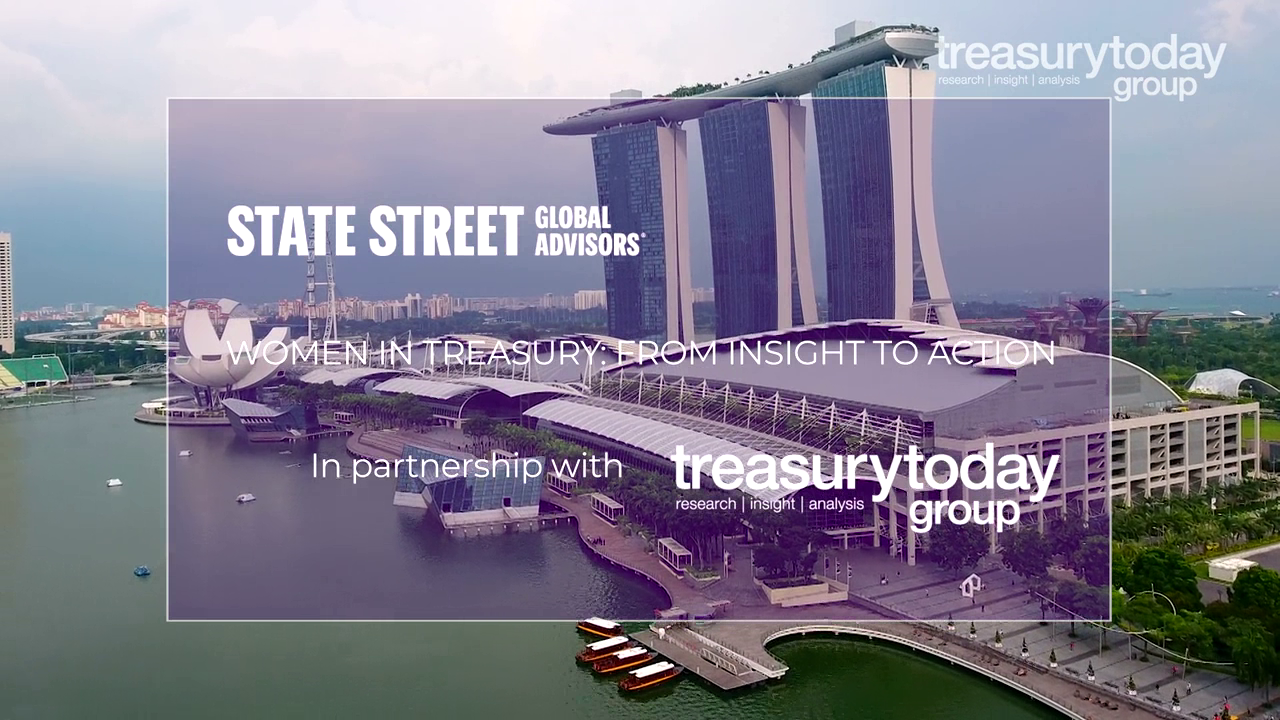 treasurytoday
research | insight | analysis
group
STATE STREET GLOBAL ADVISORS
WOMEN IN TREASURY: FROM INSIGHT TO ACTION
In partnership with
treasurytoday
research | insight | analysis
group